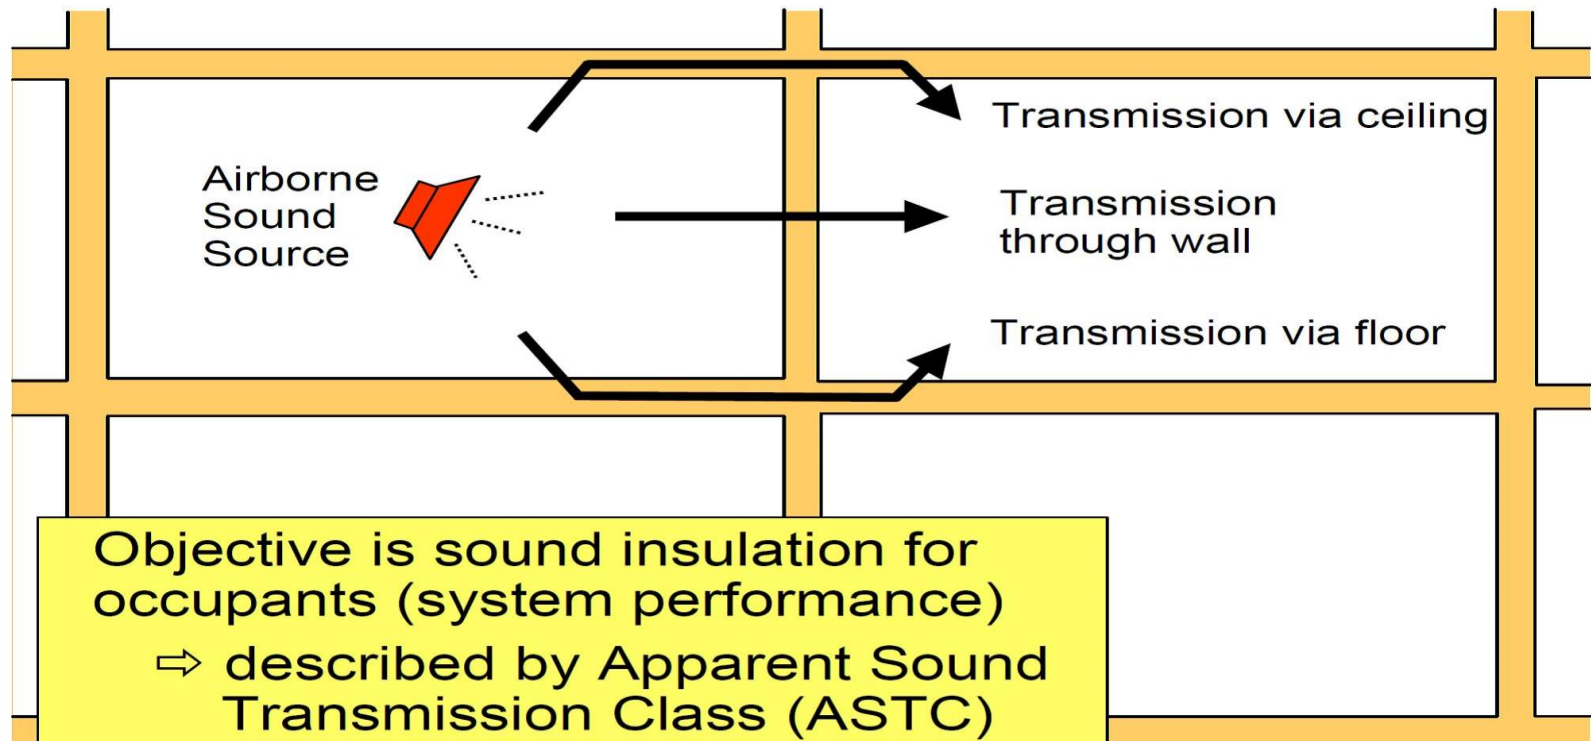 Transmission via ceiling
Airborne
Sound
Source
Transmission
through wall
Transmission via floor
Objective is sound insulation for
occupants (system performance)
⇨ described by Apparent Sound
Transmission Class (ASTC)